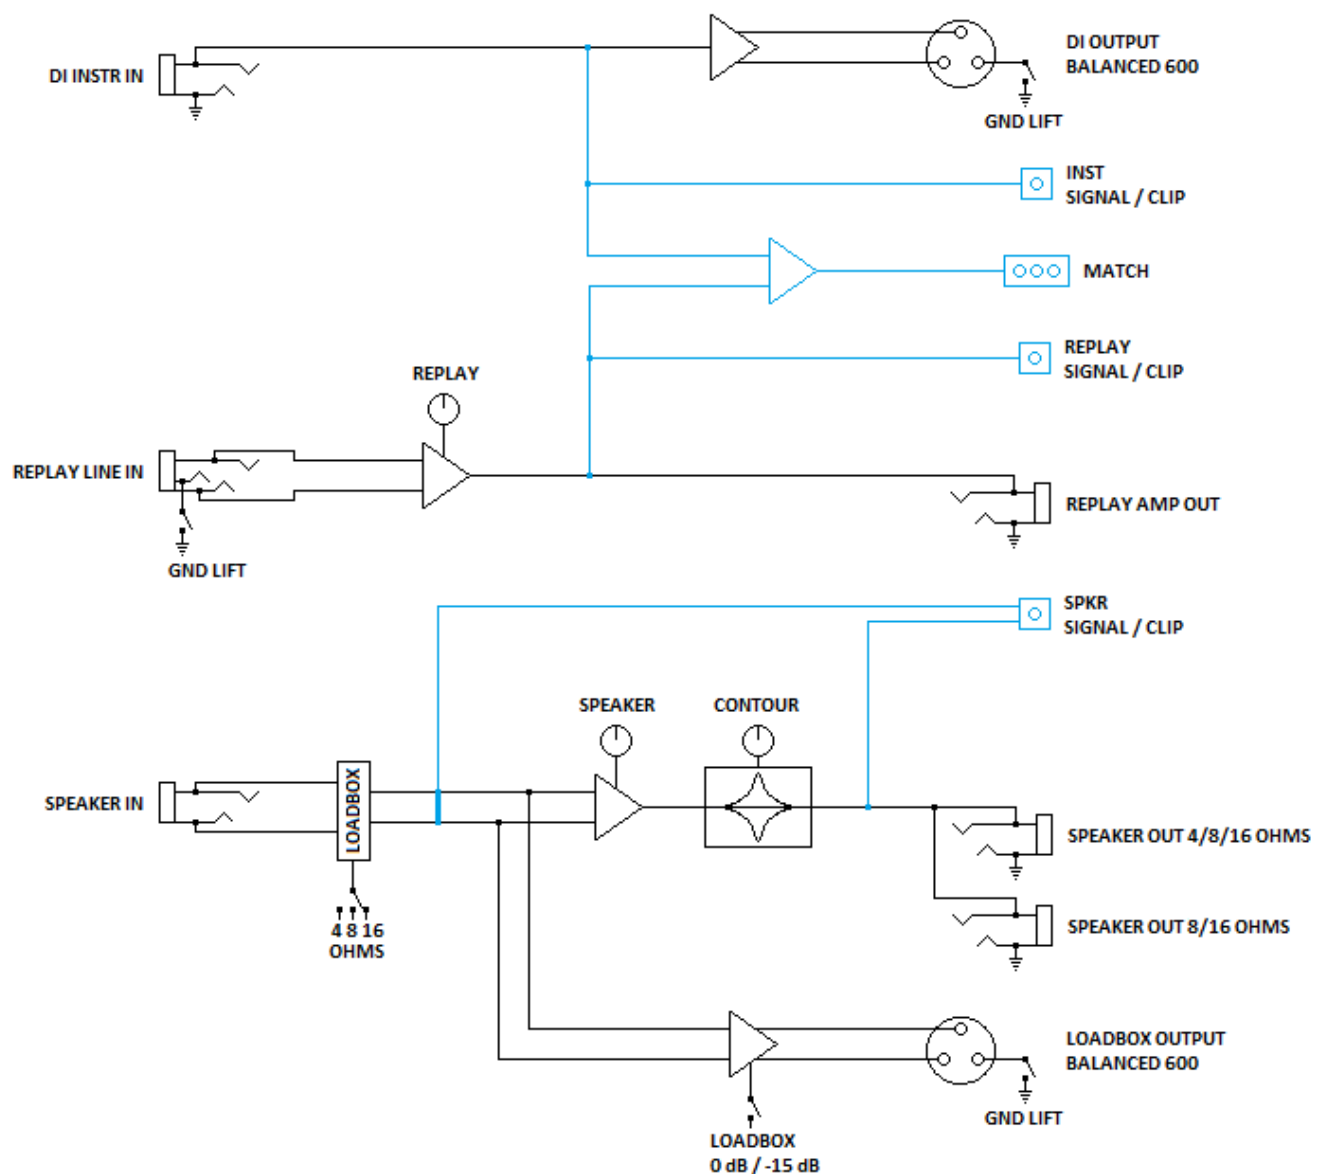 DI INSTR IN
DI OUTPUT
BALANCED 600
GND LIFT
INST
SIGNAL / CLIP
MATCH
REPLAY
SIGNAL / CLIP
REPLAY
REPLAY LINE IN
GND LIFT
REPLAY AMP OUT
SPKR
SIGNAL / CLIP
SPEAKER
CONTOUR
SPEAKER IN
LOADBOX
4 8 16
OHMS
SPEAKER OUT 4/8/16 OHMS
SPEAKER OUT 8/16 OHMS
LOADBOX OUTPUT
BALANCED 600
GND LIFT
LOADBOX
0 dB / -15 dB